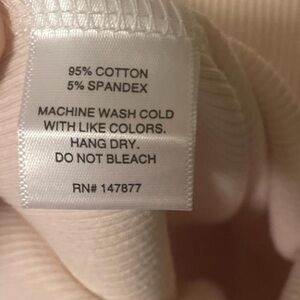 95% COTTON
5% SPANDEX
MACHINE WASH COLD
WITH LIKE COLORS.
HANG DRY.
DO NOT BLEACH
RN# 147877